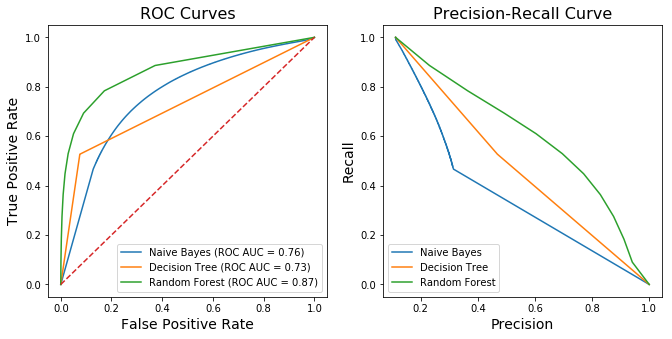 ROC Curves
1.0
0.8
0.6
0.4
0.2
0.0
True Positive Rate
0.0 0.2 0.4 0.6 0.8 1.0
False Positive Rate
Naive Bayes (ROC AUC = 0.76)
Decision Tree (ROC AUC = 0.73)
Random Forest (ROC AUC = 0.87)
Precision-Recall Curve
1.0
0.8
0.6
0.4
0.2
0.0
Recall
0.2 0.4 0.6 0.8 1.0
Precision
Naive Bayes
Decision Tree
Random Forest